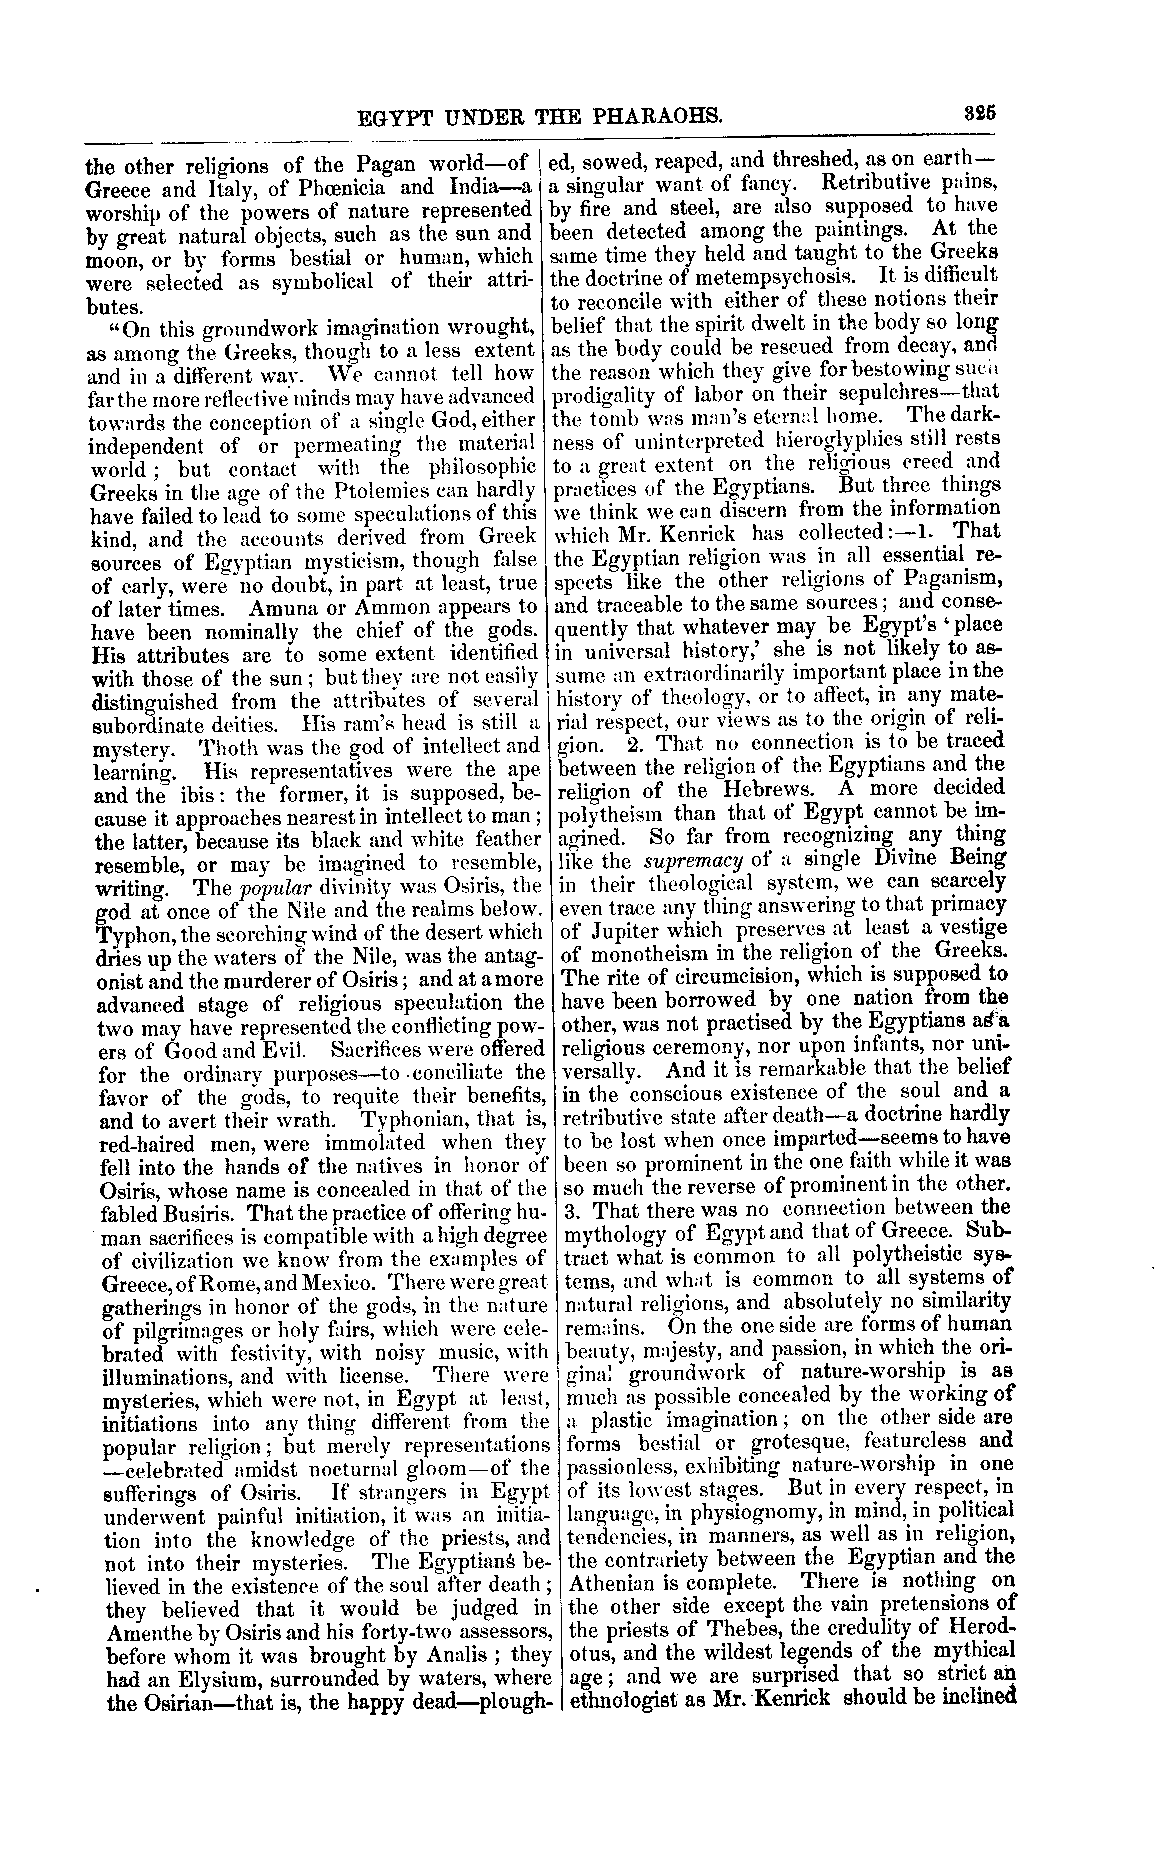 EGYPT UNDER THE PHARAOHS. 325
the other religions of the Pagan world—of
Greece and Italy, of Phœnicia and India—a
worship of the powers of nature represented
by great natural objects, such as the sun and
moon, or by forms bestial or human, which
were selected as symbolical of their attri-
butes.
"On this groundwork imagination wrought,
as among the Greeks, though to a less extent
and in a different way. We cannot tell how
far the more reflective minds may have advanced
towards the conception of a single God, either
independent of or permeating the material
world; but contact with the philosophic
Greeks in the age of the Ptolemies can hardly
have failed to lead to some speculations of this
kind, and the accounts derived from Greek
sources of Egyptian mysticism, though false
of early, were no doubt, in part at least, true
of later times. Amuna or Ammon appears to
have been nominally the chief of the gods.
His attributes are to some extent identified
with those of the sun; but they are not easily
distinguished from the attributes of several
subordinate deities. His ram's head is still a
mystery. Thoth was the god of intellect and
learning. His representatives were the ape
and the ibis: the former, it is supposed, be-
cause it approaches nearest in intellect to man;
the latter, because its black and white feather
resemble, or may be imagined to resemble,
writing. The popular divinity was Osiris, the
god at once of the Nile and the realms below.
Typhon, the scorching wind of the desert which
dries up the waters of the Nile, was the antag-
onist and the murderer of Osiris; and at a more
advanced stage of religious speculation the
two may have represented the conflicting pow-
ers of Good and Evil. Sacrifices were offered
for the ordinary purposes—to conciliate the
favor of the gods, to requite their benefits,
and to avert their wrath. Typhonian, that is,
red-haired men, were immolated when they
fell into the hands of the natives in honor of
Osiris, whose name is concealed in that of the
fabled Busiris. That the practice of offering hu-
man sacrifices is compatible with a high degree
of civilization we know from the examples of
Greece, of Rome, and Mexico. There were great
gatherings in honor of the gods, in the nature
of pilgrimages or holy fairs, which were cele-
brated with festivity, with noisy music, with
illuminations, and with license. There were
mysteries, which were not, in Egypt at least,
initiations into any thing different from the
popular religion; but merely representations
—celebrated amidst nocturnal gloom—of the
sufferings of Osiris. If strangers in Egypt
underwent painful initiation, it was an initia-
tion into the knowledge of the priests, and
not into their mysteries. The Egyptians be-
lieved in the existence of the soul after death;
they believed that it would be judged in
Amenthe by Osiris and his forty-two assessors,
before whom it was brought by Analis; they
had an Elysium, surrounded by waters, where
the Osirian—that is, the happy dead—plough-
ed, sowed, reaped, and threshed, as on earth—
a singular want of fancy. Retributive pains,
by fire and steel, are also supposed to have
been detected among the paintings. At the
same time they held and taught to the Greeks
the doctrine of metempsychosis. It is difficult
to reconcile with either of these notions their
belief that the spirit dwelt in the body so long
as the body could be rescued from decay, and
the reason which they give for bestowing such
prodigality of labor on their sepulchres—that
the tomb was man's eternal home. The dark-
ness of uninterpreted hieroglyphics still rests
to a great extent on the religious creed and
practices of the Egyptians. But three things
we think we can discern from the information
which Mr. Kenrick has collected:—1. That
the Egyptian religion was in all essential re-
spects like the other religions of Paganism,
and traceable to the same sources; and conse-
quently that whatever may be Egypt's 'place
in universal history,' she is not likely to as-
sume an extraordinarily important place in the
history of theology, or to affect, in any mate-
rial respect, our views as to the origin of reli-
gion. 2. That no connection is to be traced
between the religion of the Egyptians and the
religion of the Hebrews. A more decided
polytheism than that of Egypt cannot be im-
agined. So far from recognizing any thing
like the supremacy of a single Divine Being
in their theological system, we can scarcely
even trace any thing answering to that primacy
of Jupiter which preserves at least a vestige
of monotheism in the religion of the Greeks.
The rite of circumcision, which is supposed to
have been borrowed by one nation from the
other, was not practised by the Egyptians as a
religious ceremony, nor upon infants, nor uni-
versally. And it is remarkable that the belief
in the conscious existence of the soul and a
retributive state after death—a doctrine hardly
to be lost when once imparted—seems to have
been so prominent in the one faith while it was
so much the reverse of prominent in the other.
3. That there was no connection between the
mythology of Egypt and that of Greece. Sub-
tract what is common to all polytheistic sys-
tems, and what is common to all systems of
natural religions, and absolutely no similarity
remains. On the one side are forms of human
beauty, majesty, and passion, in which the ori-
ginal groundwork of nature-worship is as
much as possible concealed by the working of
a plastic imagination; on the other side are
forms bestial or grotesque, featureless and
passionless, exhibiting nature-worship in one
of its lowest stages. But in every respect, in
language, in physiognomy, in mind, in political
tendencies, in manners, as well as in religion,
the contrariety between the Egyptian and the
Athenian is complete. There is nothing on
the other side except the vain pretensions of
the priests of Thebes, the credulity of Herod-
otus, and the wildest legends of the mythical
age; and we are surprised that so strict an
ethnologist as Mr. Kenrick should be inclined